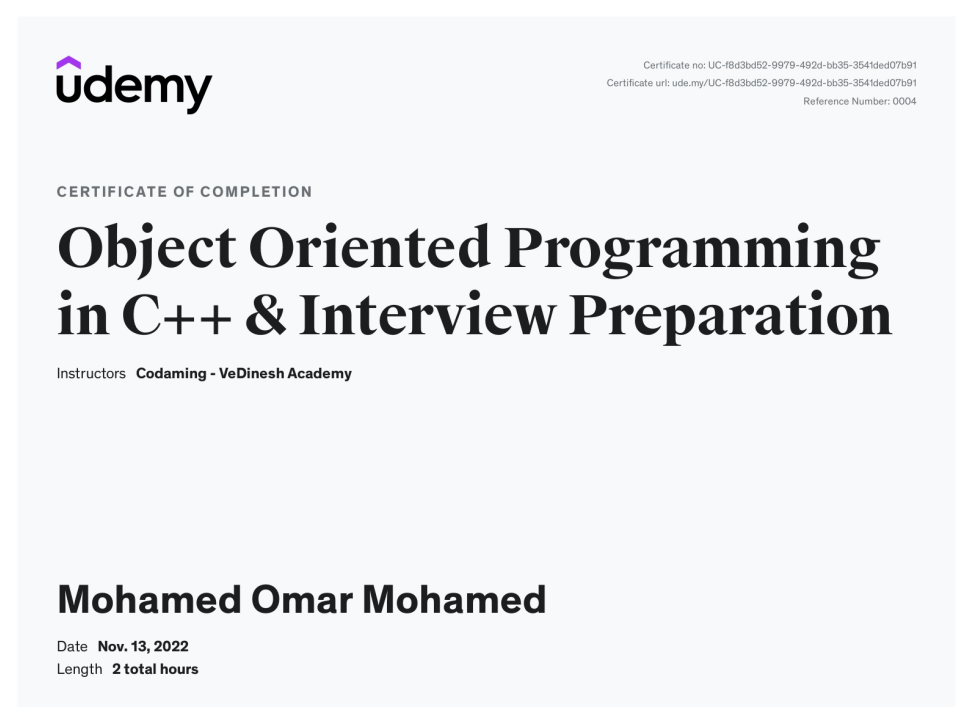 udemy
Certificate no: UC-f8d3bd52-9979-492d-bb35-3541ded07b91
Certificate url: ude.my/UC-f8d3bd52-9979-492d-bb35-3541ded07b91
Reference Number: 0004
CERTIFICATE OF COMPLETION
Object Oriented Programming
in C++ & Interview Preparation
Instructors Codaming - VeDinesh Academy
Mohamed Omar Mohamed
Date Nov. 13, 2022
Length 2 total hours